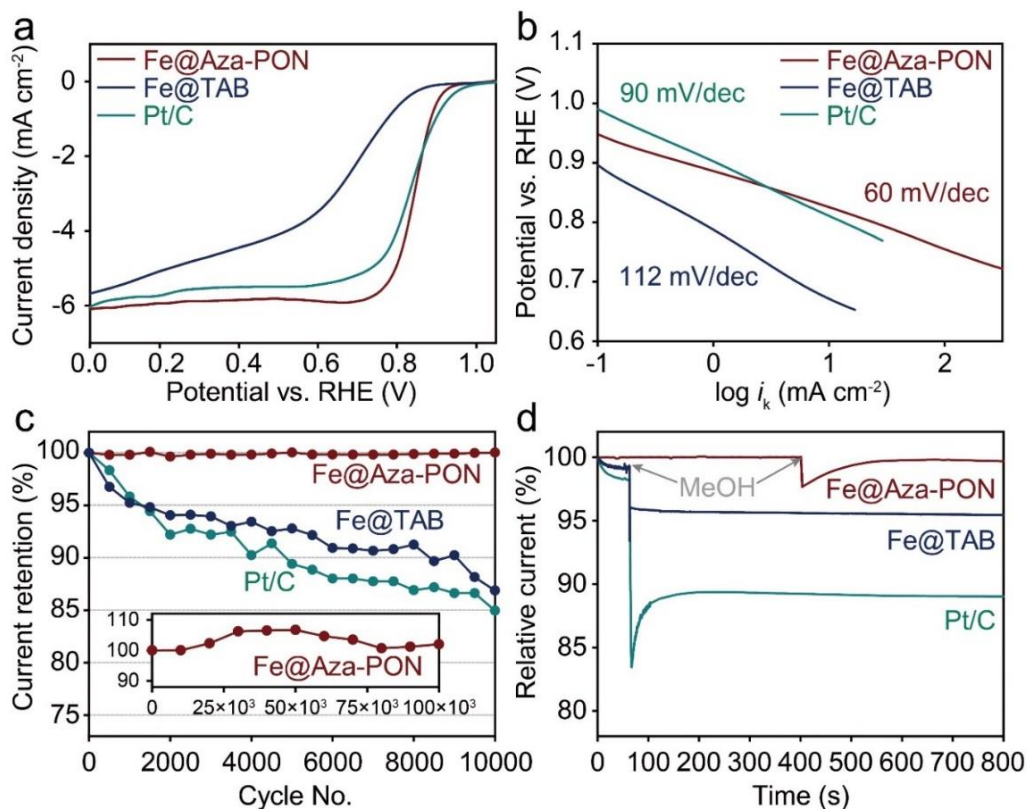 a
Fe@Aza-PON
Fe@TAB
Pt/C
Current density (mA cm⁻²)
0
-2
-4
-6
0.0 0.2 0.4 0.6 0.8 1.0
Potential vs. RHE (V)
b
Fe@Aza-PON
Fe@TAB
Pt/C
90 mV/dec
60 mV/dec
112 mV/dec
Potential vs. RHE (V)
1.1
1.0
0.9
0.8
0.7
0.6
-1 0 1 2
log iₖ (mA cm⁻²)
c
Current retention (%)
100
95
90
85
80
75
Fe@Aza-PON
Fe@TAB
Pt/C
110
100
90
Fe@Aza-PON
0 25×10³ 50×10³ 75×10³ 100×10³
0 2000 4000 6000 8000 10000
Cycle No.
d
Relative current (%)
100
95
90
85
80
MeOH
Fe@Aza-PON
Fe@TAB
Pt/C
0 100 200 300 400 500 600 700 800
Time (s)